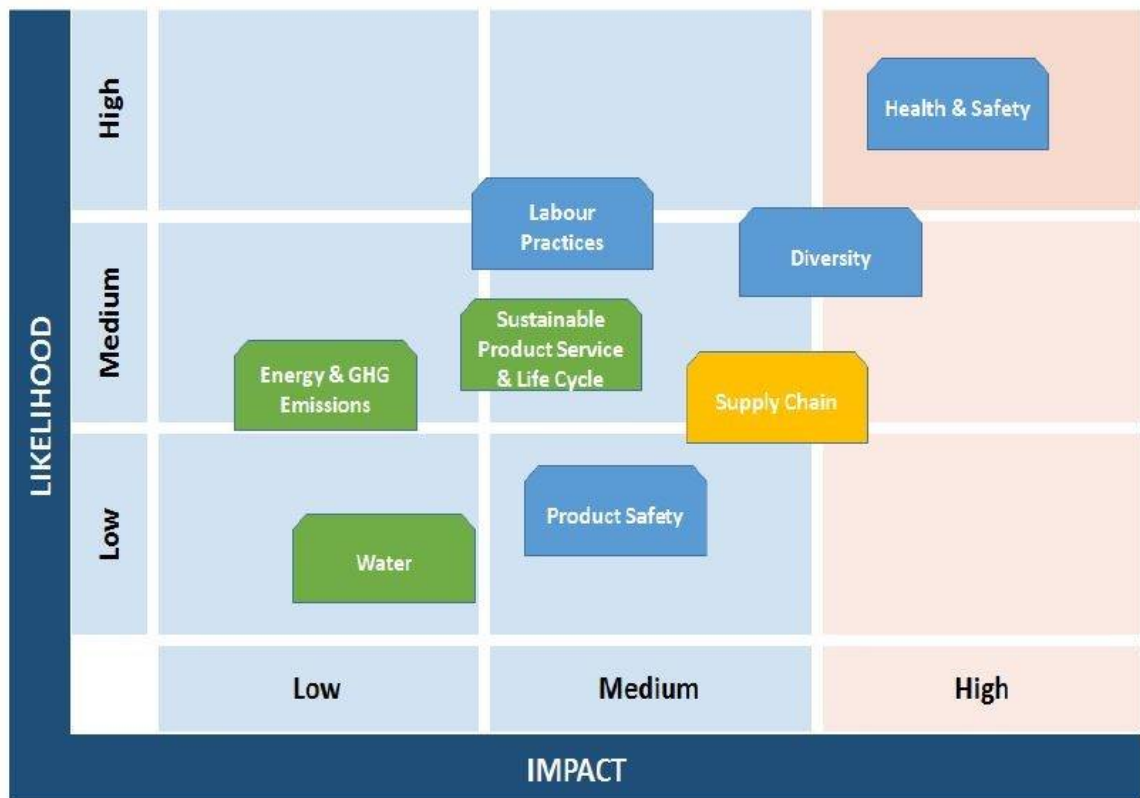 LIKELIHOOD
High
Medium
Low
Health & Safety
Labour
Practices
Diversity
Sustainable
Product Service
& Life Cycle
Energy & GHG
Emissions
Supply Chain
Product Safety
Water
Low
Medium
High
IMPACT